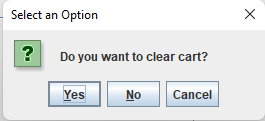 Select an Option
?
Do you want to clear cart?
Yes No Cancel